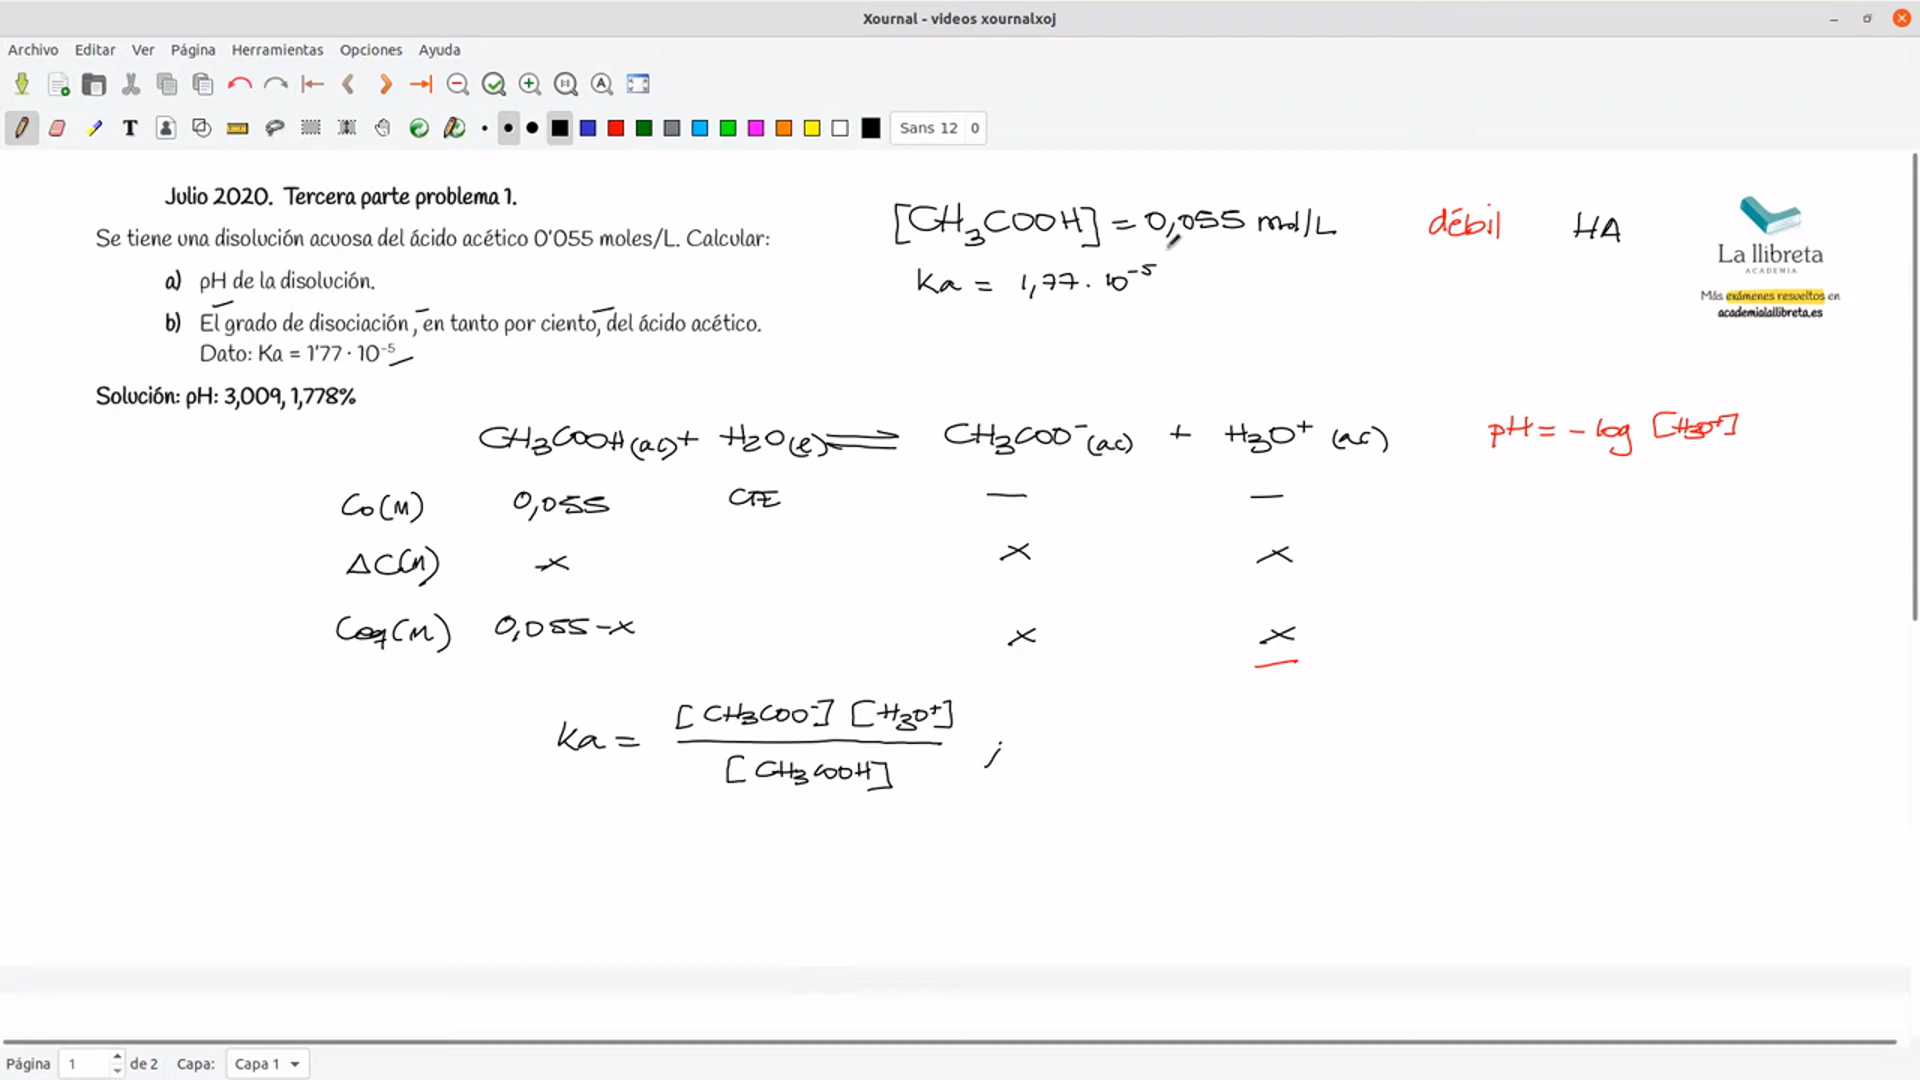 Xournal - videos xournalxoj
Archivo Editar Ver Página Herramientas Opciones Ayuda
Sans 12 0
Julio 2020. Tercera parte problema 1.
Se tiene una disolución acuosa del ácido acético 0'055 moles/L. Calcular:
a) pH de la disolución.
b) El grado de disociación, en tanto por ciento, del ácido acético.
Dato: Ka = 1'77 · 10⁻⁵
Solución: pH: 3,009, 1,778%
[CH₃COOH] = 0,055 mol/L débil HA
Ka = 1,77 · 10⁻⁵
La llibreta
ACADEMIA
Más exámenes resueltos en
academialallibreta.es
CH₃COOH(ac) + H₂O(l) ⇌ CH₃COO⁻(ac) + H₃O⁺(ac) pH = - log [H₃O⁺]
Co(M) 0,055 CTE — —
ΔC(M) -x x x
Ceq(M) 0,055-x x x
Ka = [CH₃COO⁻] [H₃O⁺] ;
[CH₃COOH]
Página 1 de 2 Capa: Capa 1